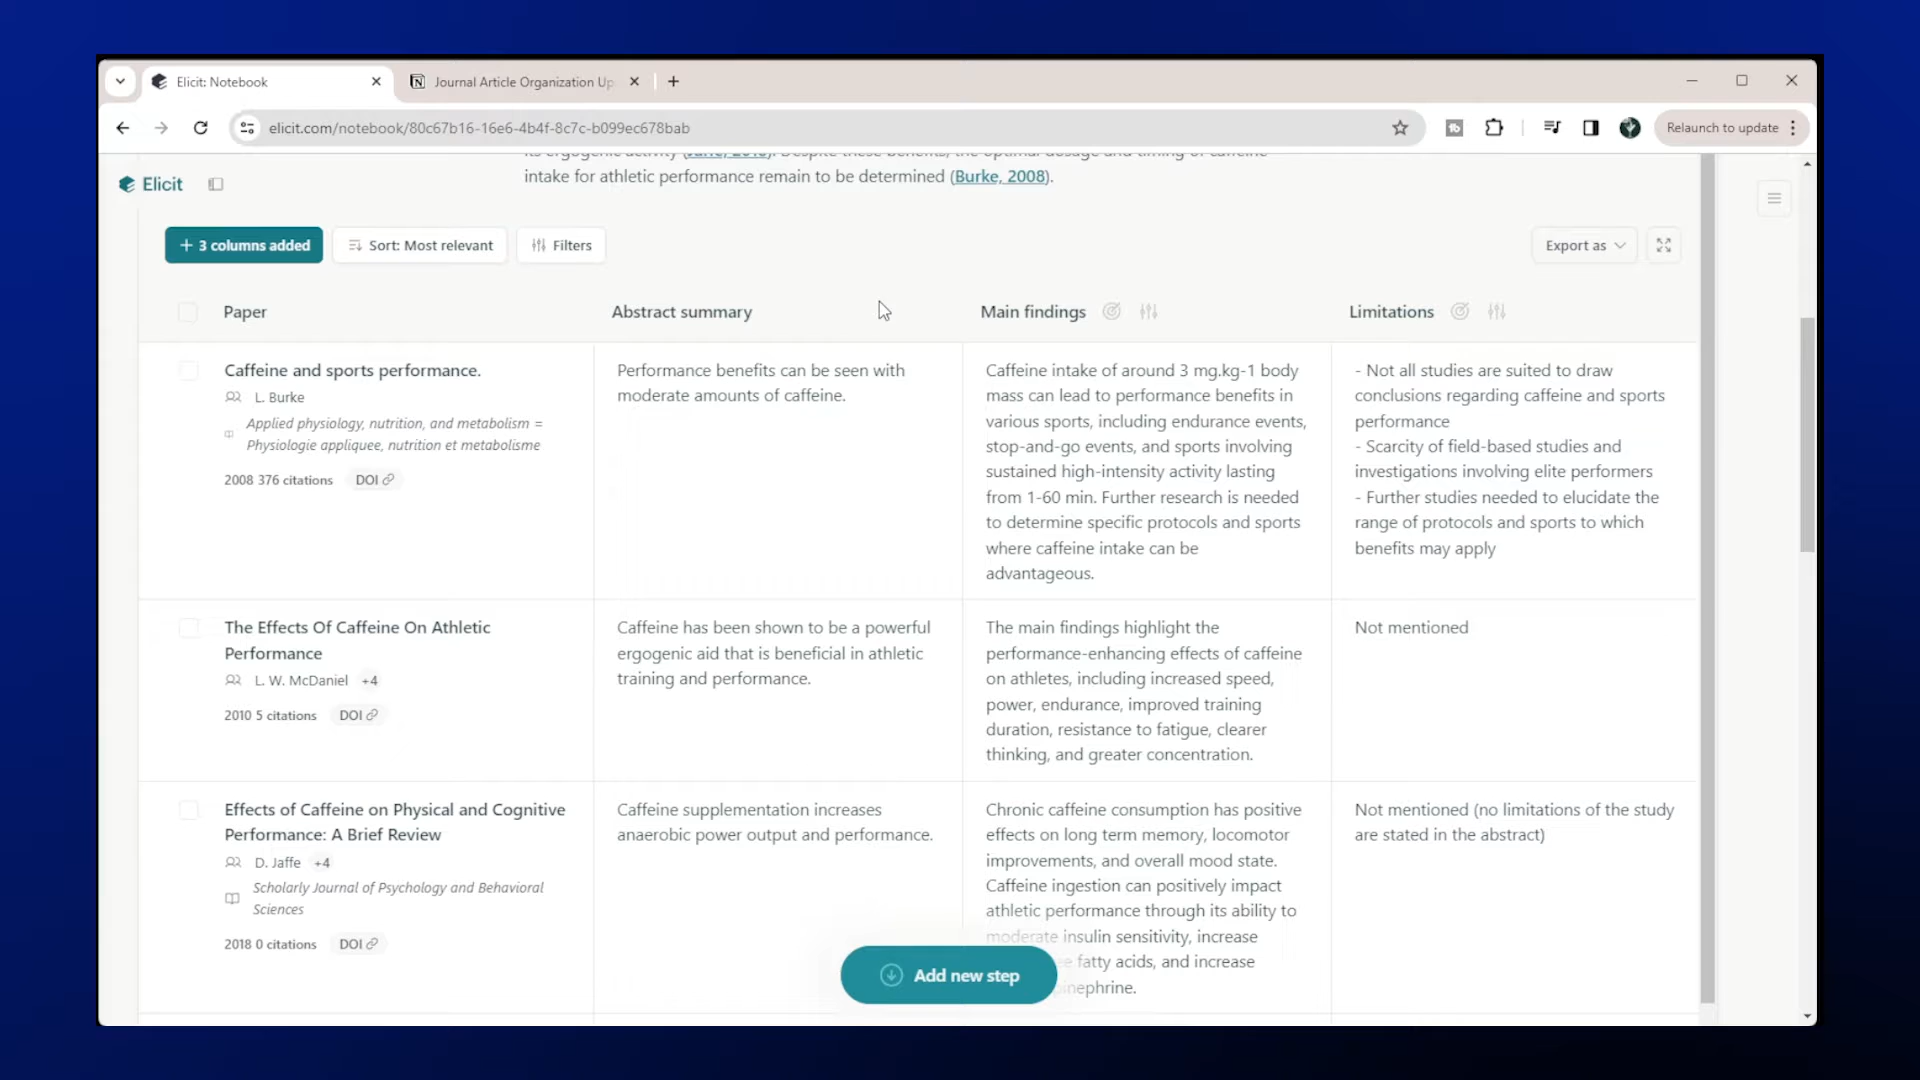 Elicit: Notebook
Journal Article Organization Up
elicit.com/notebook/80c67b16-16e6-4b4f-8c7c-b099ec678bab
Relaunch to update
Elicit
its ergogenic activity (). Despite these benefits, the optimal dosage and timing of caffeine
intake for athletic performance remain to be determined (Burke, 2008).
+ 3 columns added
Sort: Most relevant
Filters
Export as
Paper
Abstract summary
Main findings
Limitations
Caffeine and sports performance.
L. Burke
Applied physiology, nutrition, and metabolism =
Physiologie appliquee, nutrition et metabolisme
2008 376 citations DOI
Performance benefits can be seen with
moderate amounts of caffeine.
Caffeine intake of around 3 mg.kg-1 body
mass can lead to performance benefits in
various sports, including endurance events,
stop-and-go events, and sports involving
sustained high-intensity activity lasting
from 1-60 min. Further research is needed
to determine specific protocols and sports
where caffeine intake can be
advantageous.
- Not all studies are suited to draw
conclusions regarding caffeine and sports
performance
- Scarcity of field-based studies and
investigations involving elite performers
- Further studies needed to elucidate the
range of protocols and sports to which
benefits may apply
The Effects Of Caffeine On Athletic
Performance
L. W. McDaniel +4
2010 5 citations DOI
Caffeine has been shown to be a powerful
ergogenic aid that is beneficial in athletic
training and performance.
The main findings highlight the
performance-enhancing effects of caffeine
on athletes, including increased speed,
power, endurance, improved training
duration, resistance to fatigue, clearer
thinking, and greater concentration.
Not mentioned
Effects of Caffeine on Physical and Cognitive
Performance: A Brief Review
D. Jaffe +4
Scholarly Journal of Psychology and Behavioral
Sciences
2018 0 citations DOI
Caffeine supplementation increases
anaerobic power output and performance.
Chronic caffeine consumption has positive
effects on long term memory, locomotor
improvements, and overall mood state.
Caffeine ingestion can positively impact
athletic performance through its ability to
moderate insulin sensitivity, increase
fatty acids, and increase
inephrine.
Not mentioned (no limitations of the study
are stated in the abstract)
Add new step